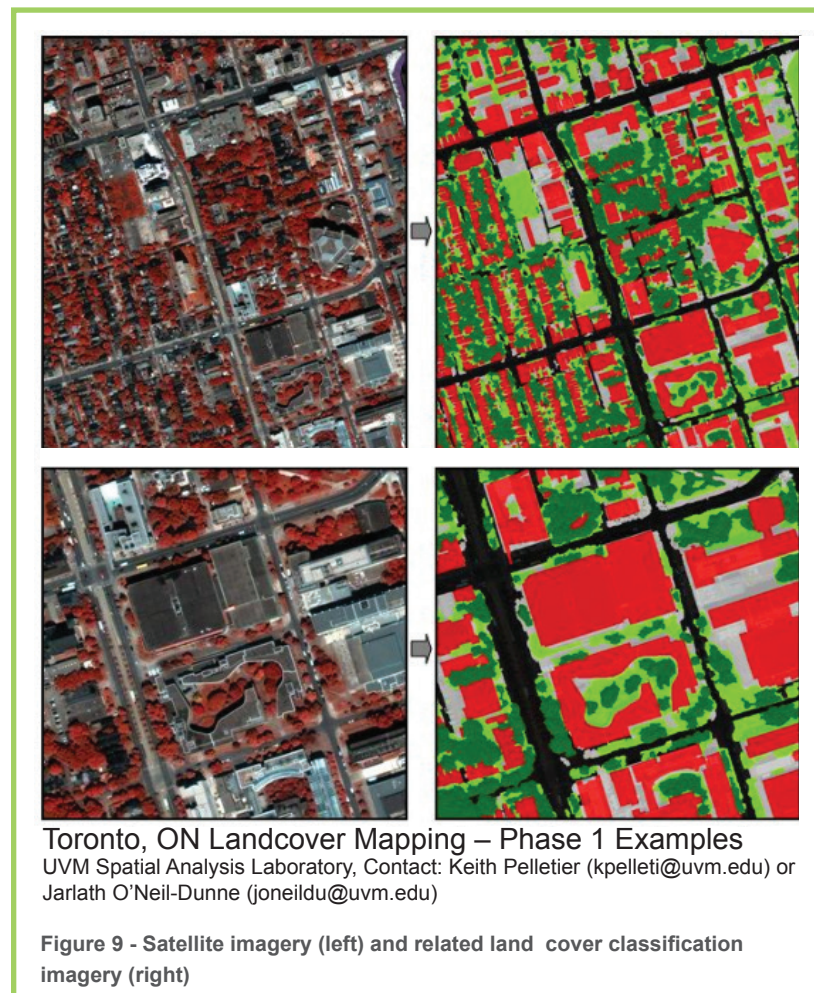 Toronto, ON Landcover Mapping – Phase 1 Examples
UVM Spatial Analysis Laboratory, Contact: Keith Pelletier (kpelleti@uvm.edu) or
Jarlath O’Neil-Dunne (joneildu@uvm.edu)
Figure 9 - Satellite imagery (left) and related land  cover classification
imagery (right)